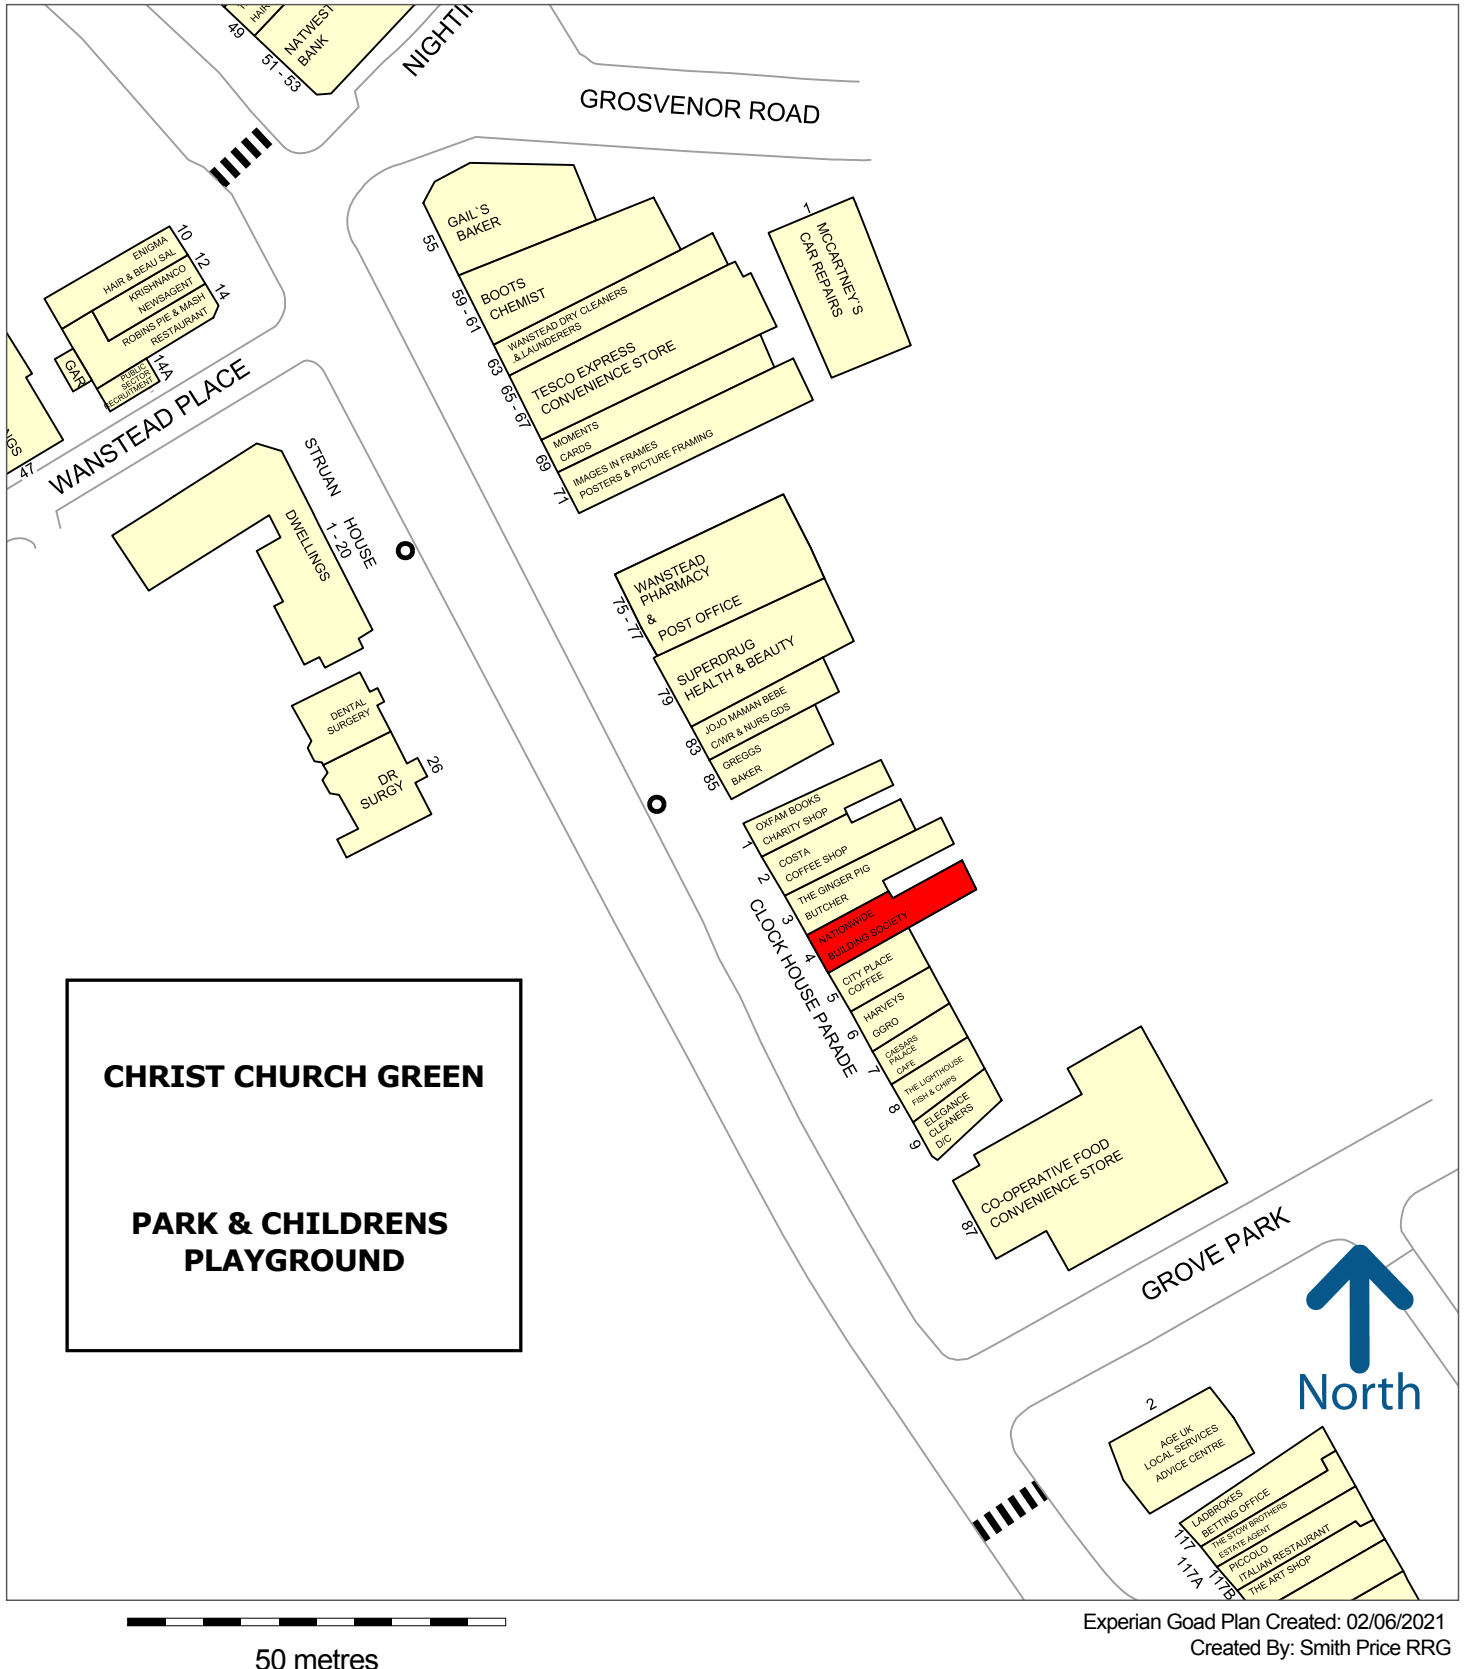 HAIR
49
NATWEST
BANK
51 - 53
GROSVENOR ROAD
GAIL`S
BAKER
55
BOOTS
CHEMIST
59 - 61
WANSTEAD DRY CLEANERS
& LAUNDERERS
63
TESCO EXPRESS
CONVENIENCE STORE
65 - 67
MOMENTS
CARDS
69
IMAGES IN FRAMES
POSTERS & PICTURE FRAMING
71
1
MCCARTNEY`S
CAR REPAIRS
10
ENIGMA
HAIR & BEAU SAL
12
KRISHNANCO
NEWSAGENT
14
ROBINS PIE & MASH
RESTAURANT
GAR
14A
PUBLIC
SECTOR
RECRUITMENT
WANSTEAD PLACE
47
STRUAN HOUSE
1 - 20
DWELLINGS
DENTAL
SURGERY
26
DR
SURGY
WANSTEAD
PHARMACY
&
POST OFFICE
75 - 77
SUPERDRUG
HEALTH & BEAUTY
79
JOJO MAMAN BEBE
C/WR & NURS GDS
83
GREGGS
BAKER
85
OXFAM BOOKS
CHARITY SHOP
1
COSTA
COFFEE SHOP
2
THE GINGER PIG
BUTCHER
3
NATIONWIDE
BUILDING SOCIETY
4
CLOCK HOUSE PARADE
CITY PLACE
COFFEE
5
HARVEYS
GGRO
6
CAESARS
PALACE
CAFE
7
THE LIGHTHOUSE
FISH & CHIPS
8
ELEGANCE
CLEANERS
D/C
9
CO-OPERATIVE FOOD
CONVENIENCE STORE
87
CHRIST CHURCH GREEN
PARK & CHILDRENS
PLAYGROUND
GROVE PARK
North
2
AGE UK
LOCAL SERVICES
ADVICE CENTRE
LADBROKES
BETTING OFFICE
117
THE STOW BROTHERS
ESTATE AGENT
117A
PICCOLO
ITALIAN RESTAURANT
117B
THE ART SHOP
50 metres
Experian Goad Plan Created: 02/06/2021
Created By: Smith Price RRG